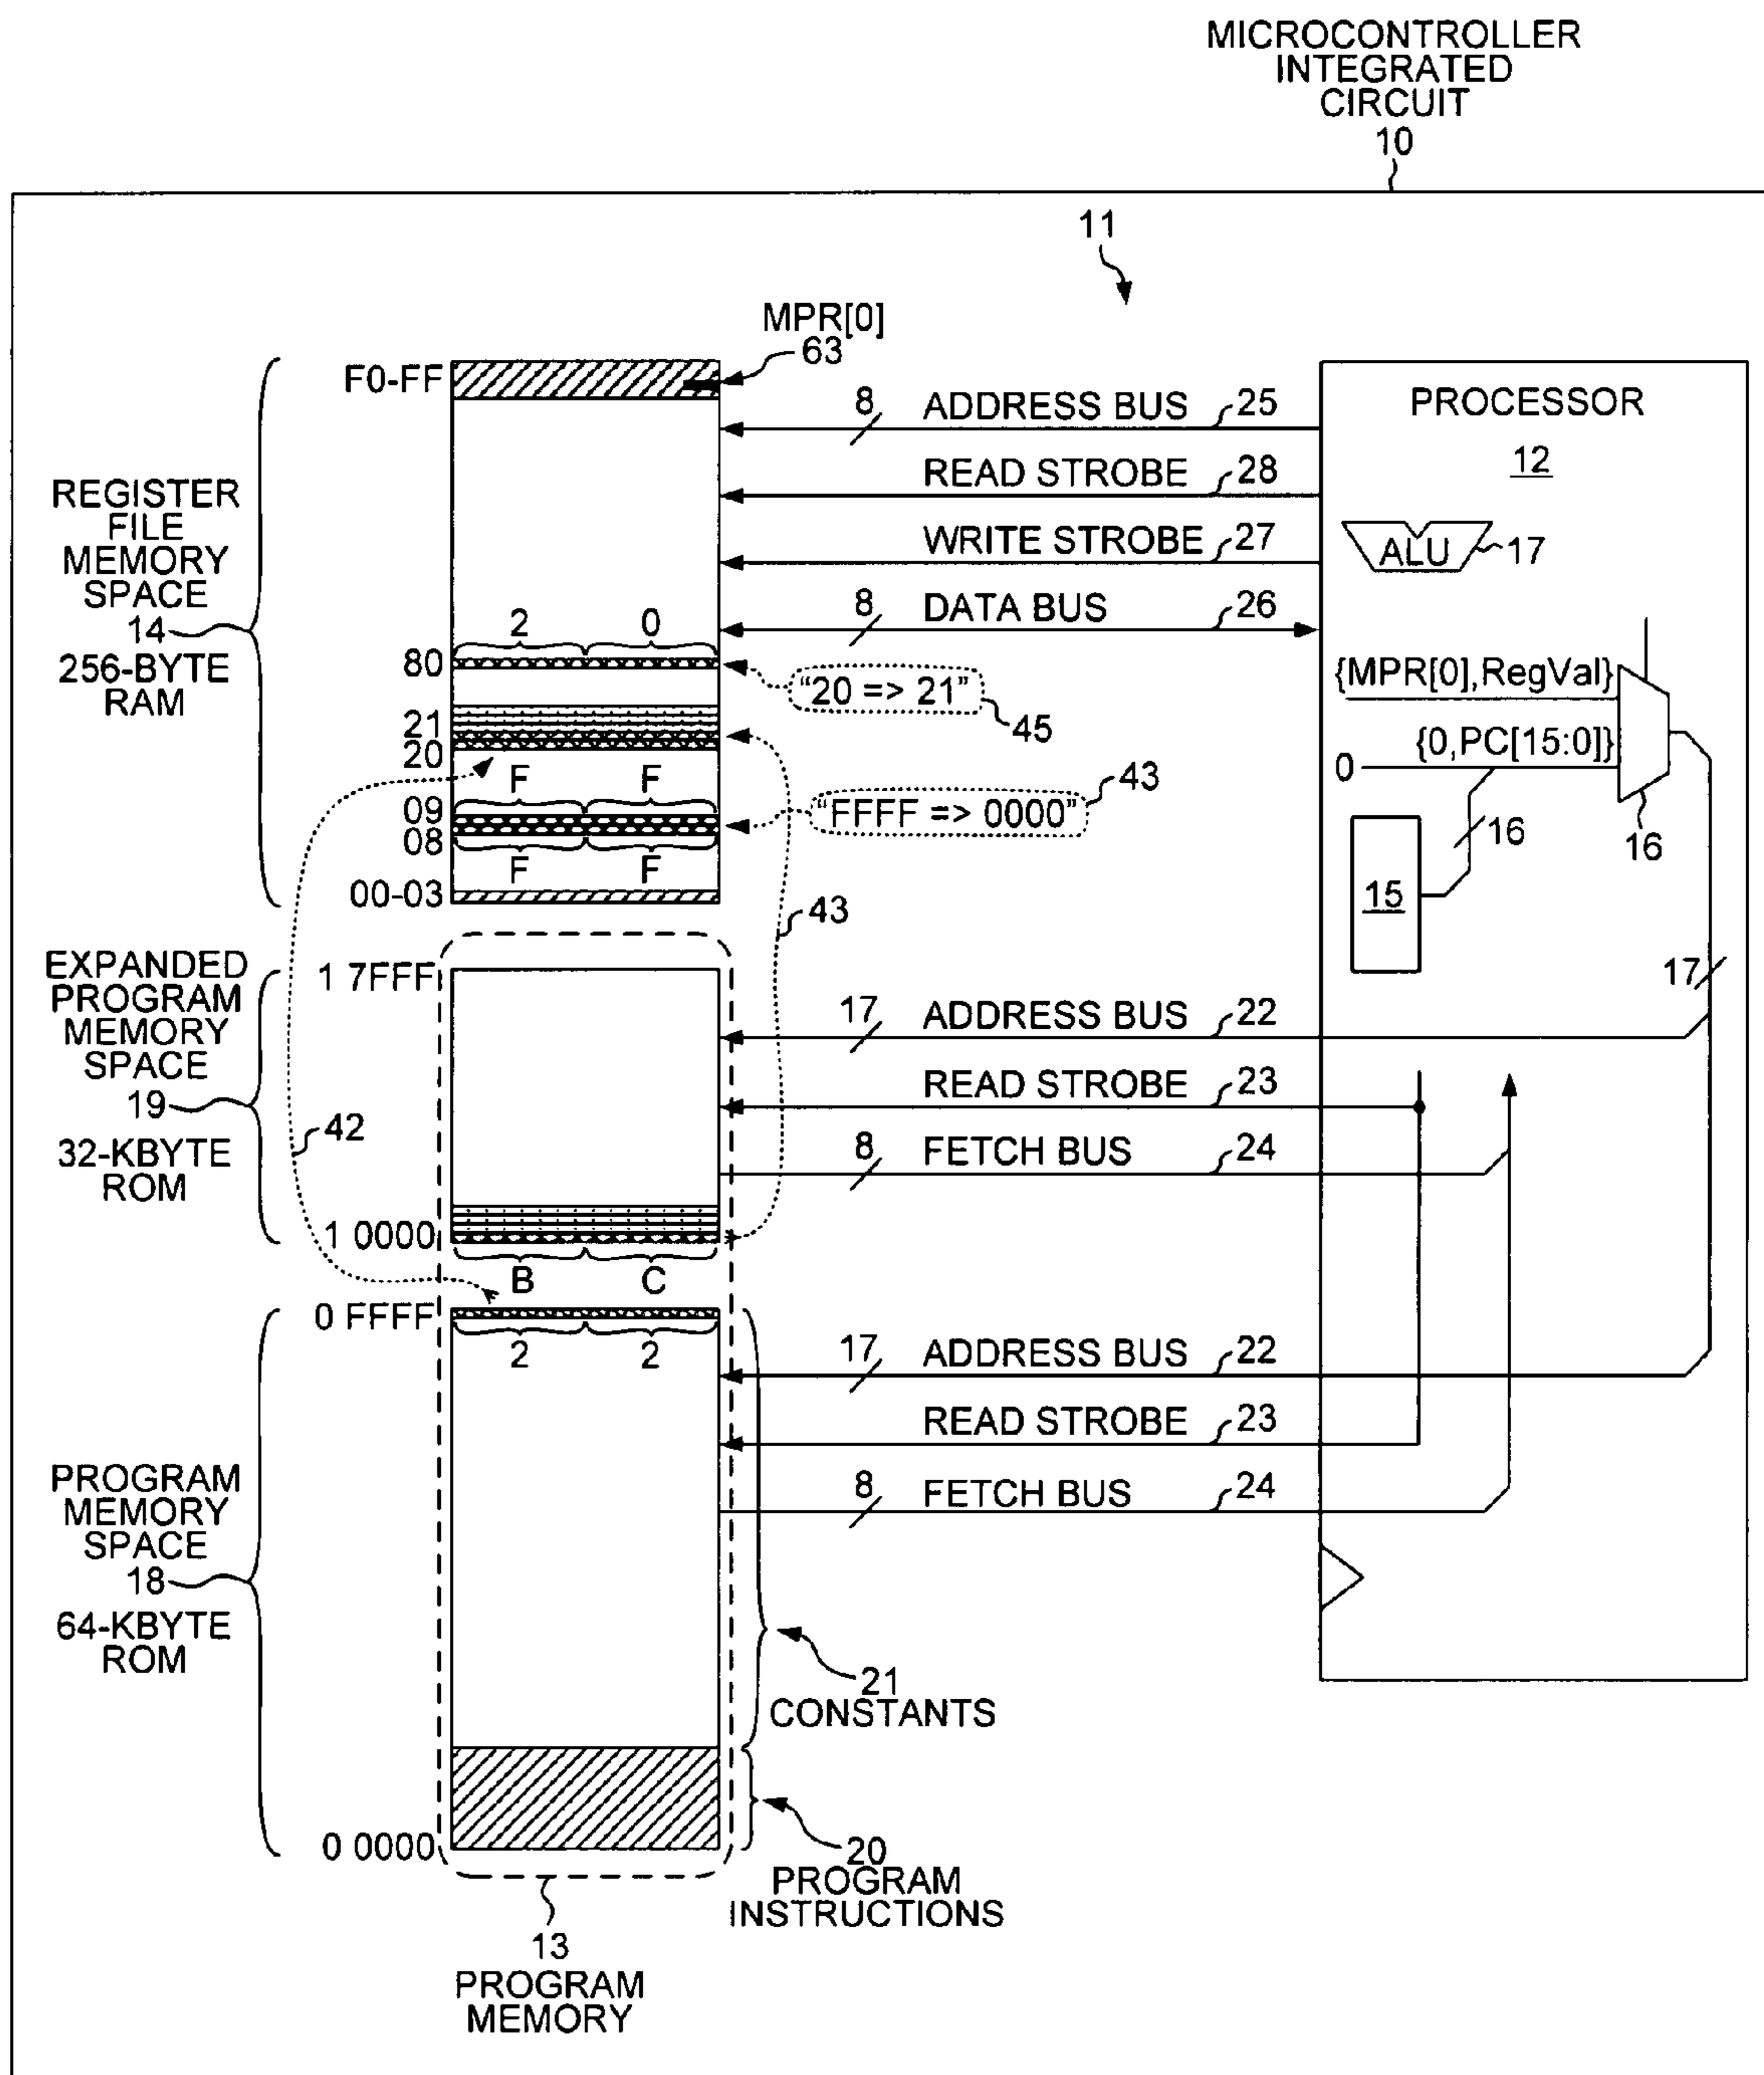 MICROCONTROLLER
INTEGRATED
CIRCUIT
10
11
MPR[0]
63
F0-FF
REGISTER
FILE
MEMORY
SPACE
14
256-BYTE
RAM
8 ADDRESS BUS 25
READ STROBE 28
WRITE STROBE 27
8 DATA BUS 26
PROCESSOR
12
ALU 17
2 0
80
"20 => 21"
45
21
20
F F
09
08
F F
"FFFF => 0000"
43
00-03
{MPR[0],RegVal}
{0,PC[15:0]}
0
16
16
15
17
43
42
EXPANDED
PROGRAM
MEMORY
SPACE
19
32-KBYTE
ROM
1 7FFF
17 ADDRESS BUS 22
READ STROBE 23
8 FETCH BUS 24
1 0000
B C
0 FFFF
2 2
PROGRAM
MEMORY
SPACE
18
64-KBYTE
ROM
17 ADDRESS BUS 22
READ STROBE 23
8 FETCH BUS 24
21
CONSTANTS
0 0000
20
PROGRAM
INSTRUCTIONS
13
PROGRAM
MEMORY